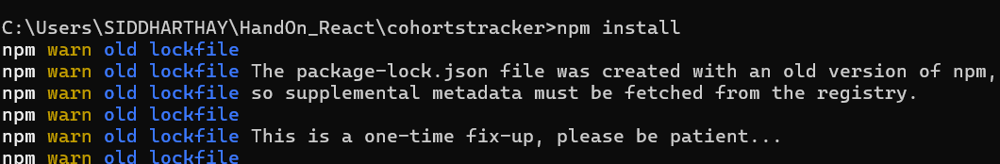 C:\Users\SIDDHARTHAY\HandOn_React\cohortstracker>npm install
npm warn old lockfile
npm warn old lockfile The package-lock.json file was created with an old version of npm,
npm warn old lockfile so supplemental metadata must be fetched from the registry.
npm warn old lockfile
npm warn old lockfile This is a one-time fix-up, please be patient...
npm warn old lockfile